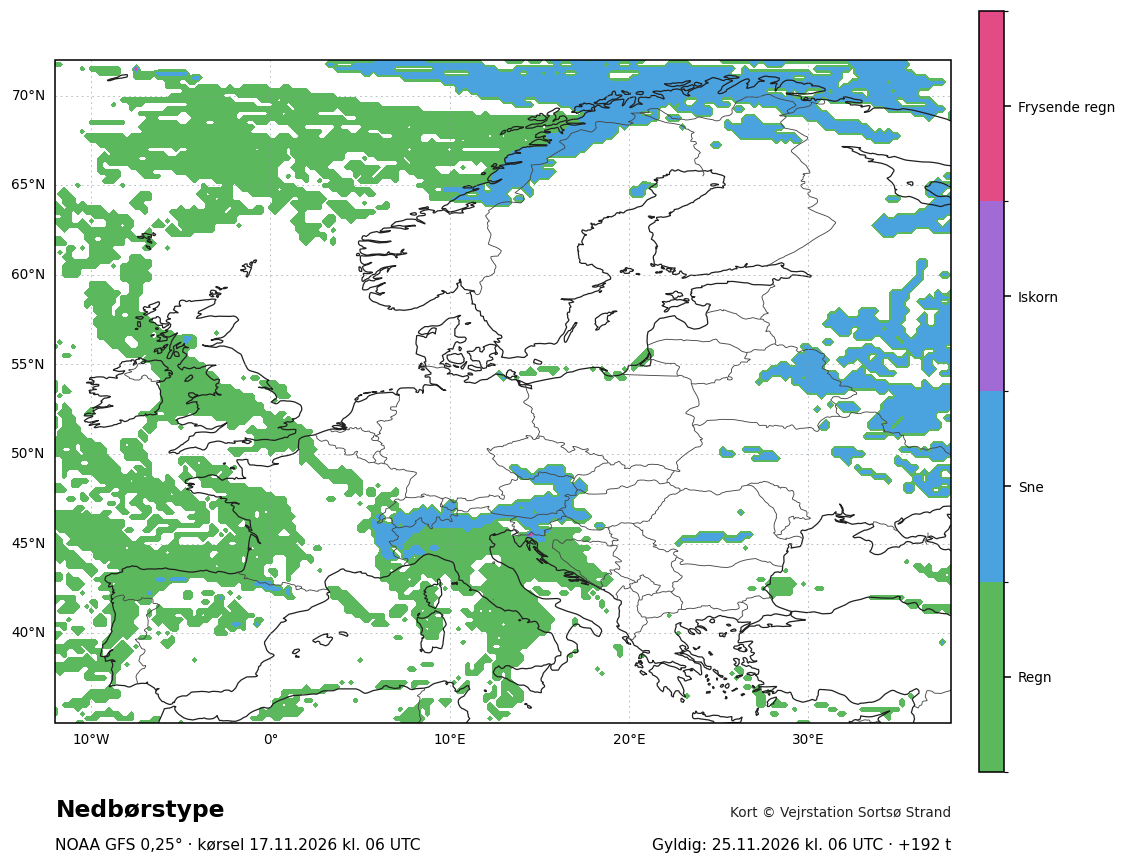 70°N
65°N
60°N
55°N
50°N
45°N
40°N
10°W
0°
10°E
20°E
30°E
Frysende regn
Iskorn
Sne
Regn
Nedbørstype
Kort © Vejrstation Sortsø Strand
NOAA GFS 0,25° · kørsel 17.11.2026 kl. 06 UTC
Gyldig: 25.11.2026 kl. 06 UTC · +192 t